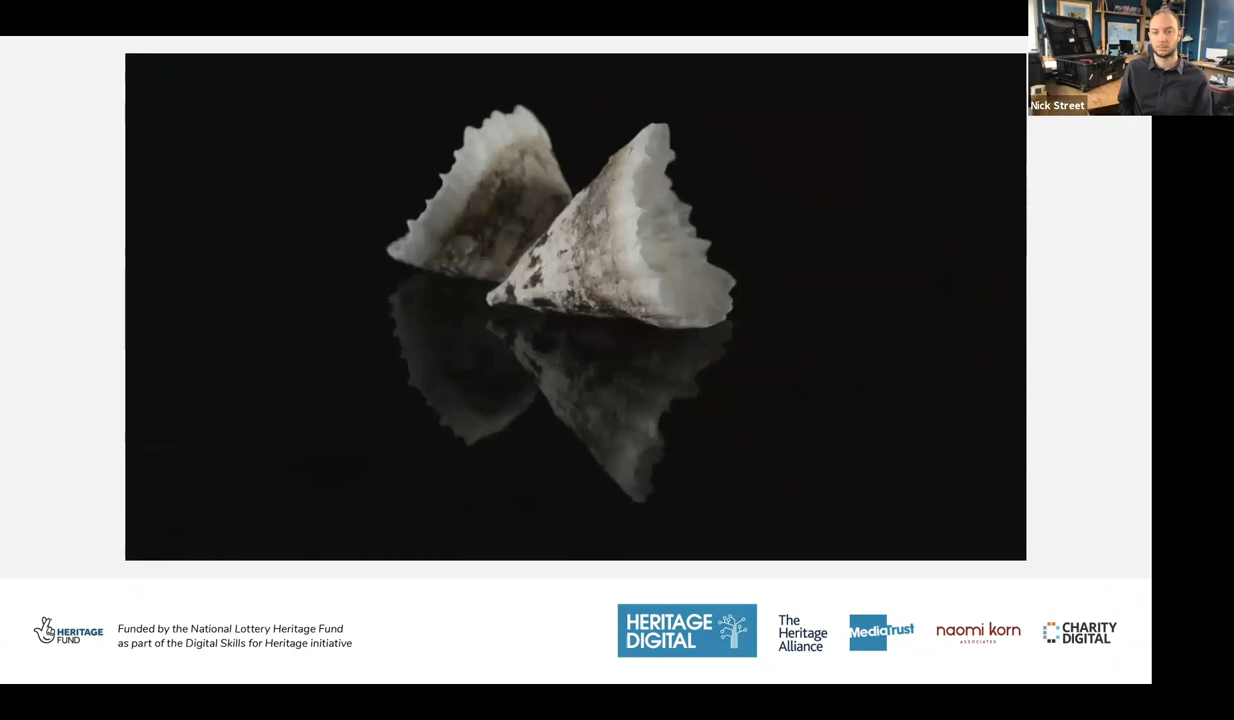 Nick Street
HERITAGE
FUND
Funded by the National Lottery Heritage Fund
as part of the Digital Skills for Heritage initiative
HERITAGE
DIGITAL
The
Heritage
Alliance
MediaTrust
naomi korn
ASSOCIATES
CHARITY
DIGITAL